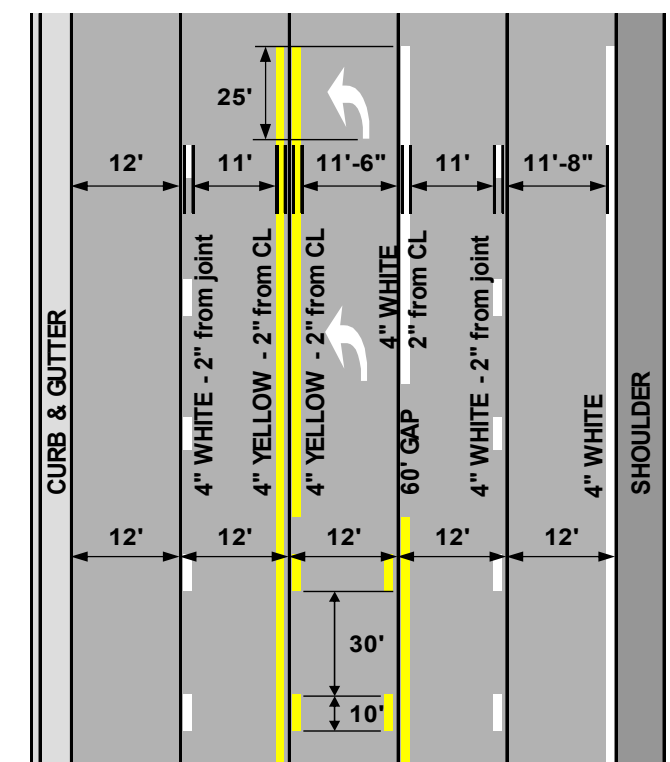 25'
12'
11'
11'-6"
11'
11'-8"
CURB & GUTTER
4" WHITE - 2" from joint
4" YELLOW - 2" from CL
4" YELLOW - 2" from CL
4" WHITE
2" from CL
60' GAP
4" WHITE - 2" from joint
4" WHITE
SHOULDER
12'
12'
12'
12'
12'
30'
10'